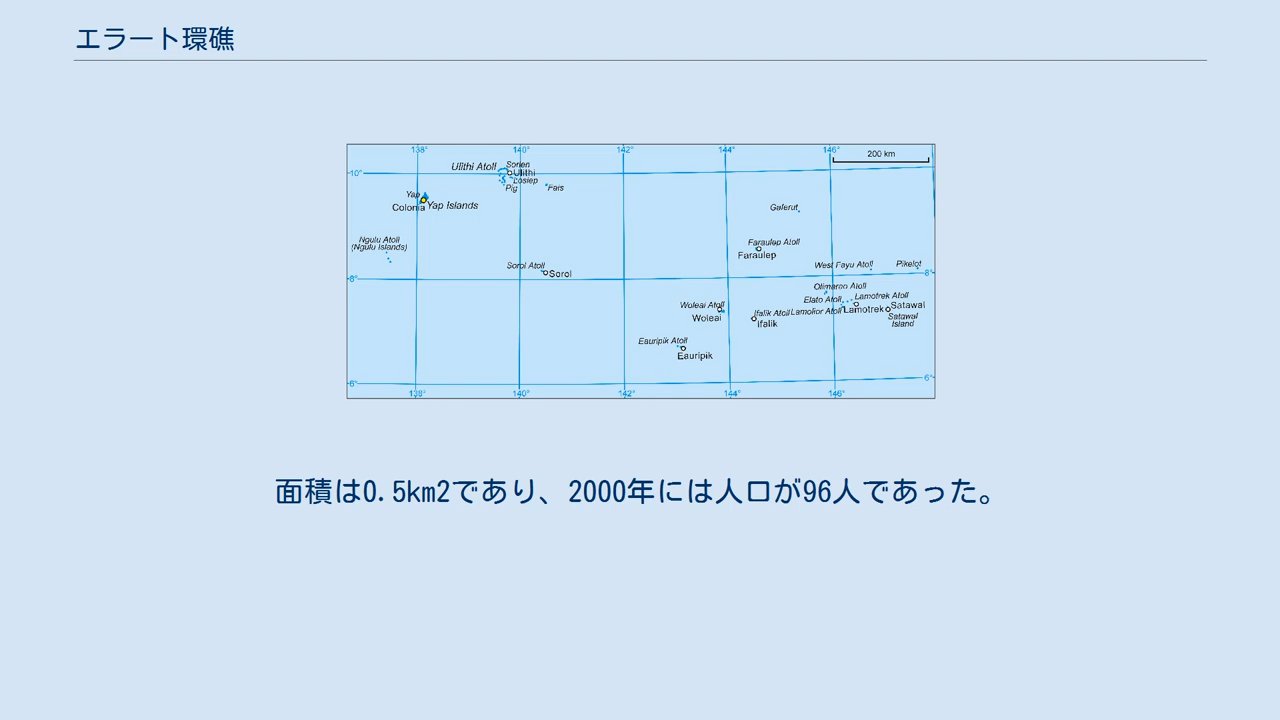 エラート環礁
138° 140° 142° 144° 146° 200 km
Ulithi Atoll Sorien
10° Ulithi
Losiep
Pig Fais
Yap
Colonia Yap Islands
Gaferut
Ngulu Atoll
(Ngulu Islands)
Faraulep Atoll
Faraulep
Sorol Atoll Sorol
West Fayu Atoll Pikelot
8° 8°
Olimarao Atoll
Elato Atoll Lamotrek Atoll
Woleai Atoll
Woleai
Ifalik Atoll Lamolior Atoll Lamotrek Satawal
Ifalik
Satawal
Island
Eauripik Atoll
Eauripik
6° 6°
138° 140° 142° 144° 146°
面積は0.5km2であり、2000年には人口が96人であった。